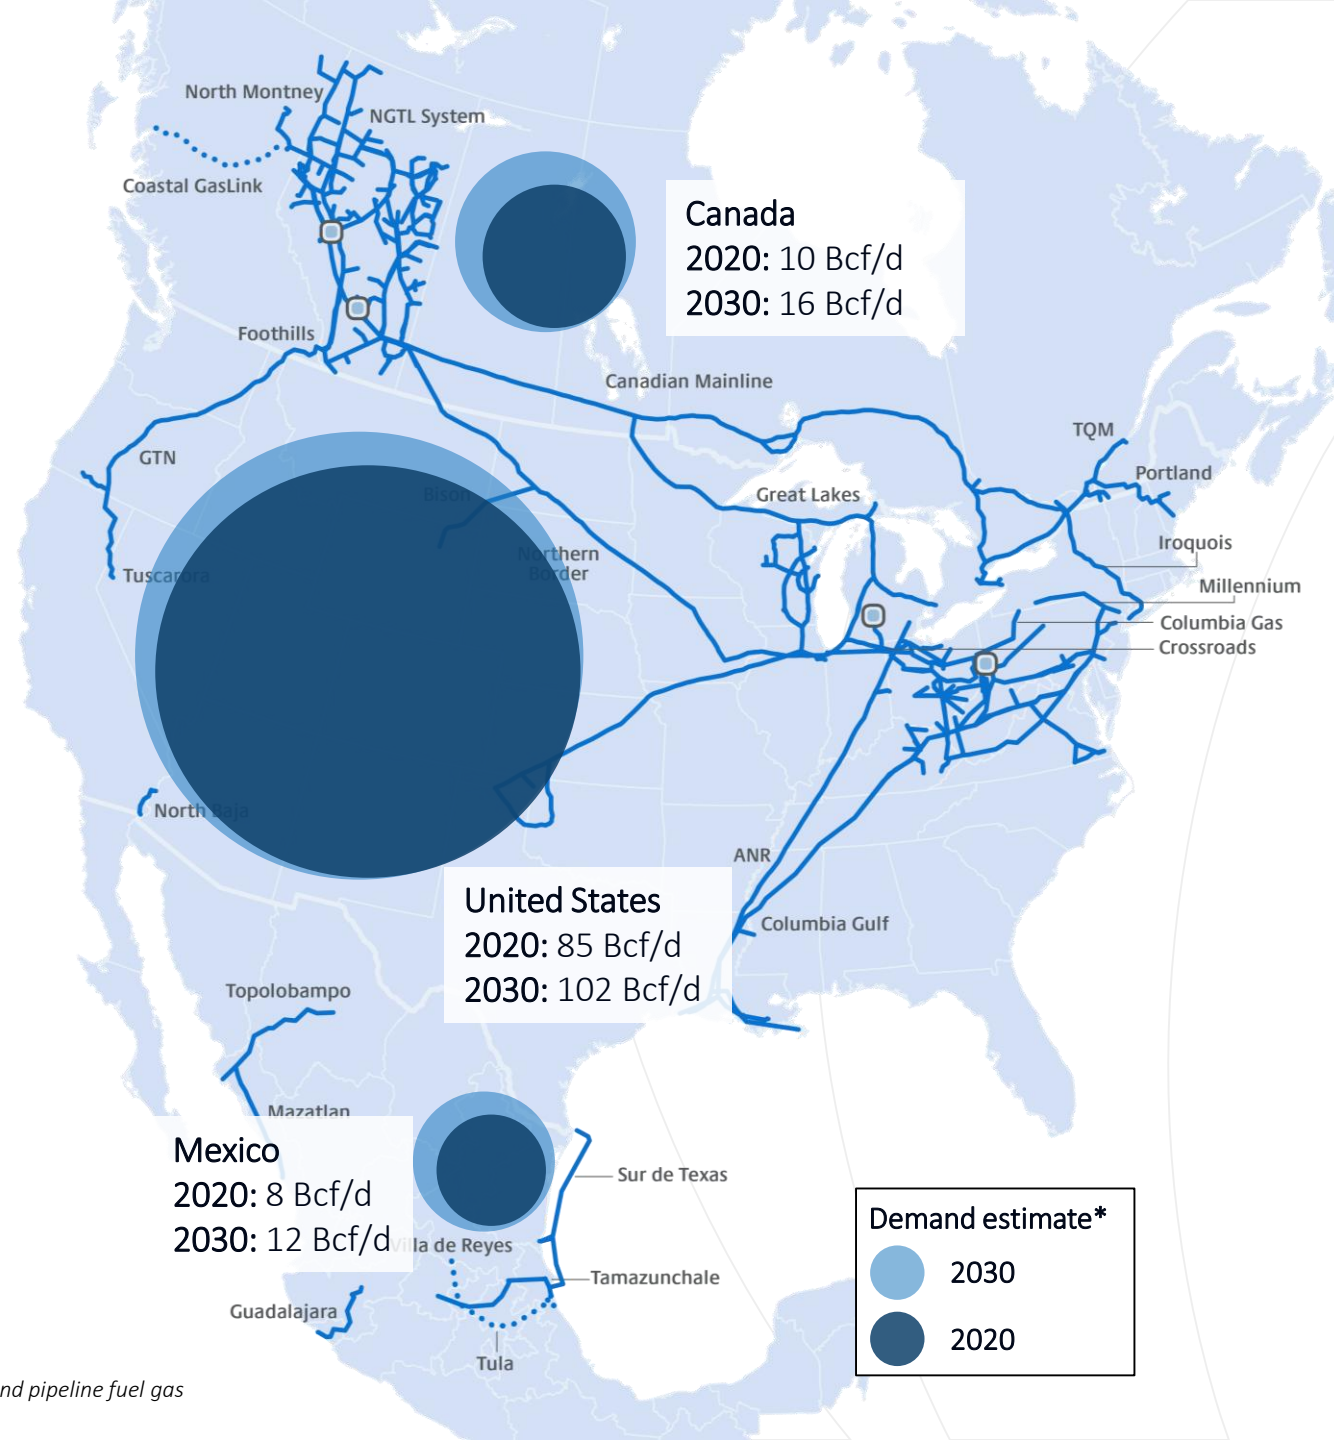 North Montney
NGTL System
Coastal GasLink
Canada
2020: 10 Bcf/d
2030: 16 Bcf/d
Foothills
Canadian Mainline
GTN
TQM
Portland
Bison
Great Lakes
Iroquois
Northern
Border
Tuscarora
Millennium
Columbia Gas
Crossroads
North Baja
ANR
United States
2020: 85 Bcf/d
2030: 102 Bcf/d
Columbia Gulf
Topolobampo
Mazatlan
Mexico
2020: 8 Bcf/d
2030: 12 Bcf/d
Sur de Texas
Villa de Reyes
Tamazunchale
Guadalajara
Tula
Demand estimate*
2030
2020
nd pipeline fuel gas